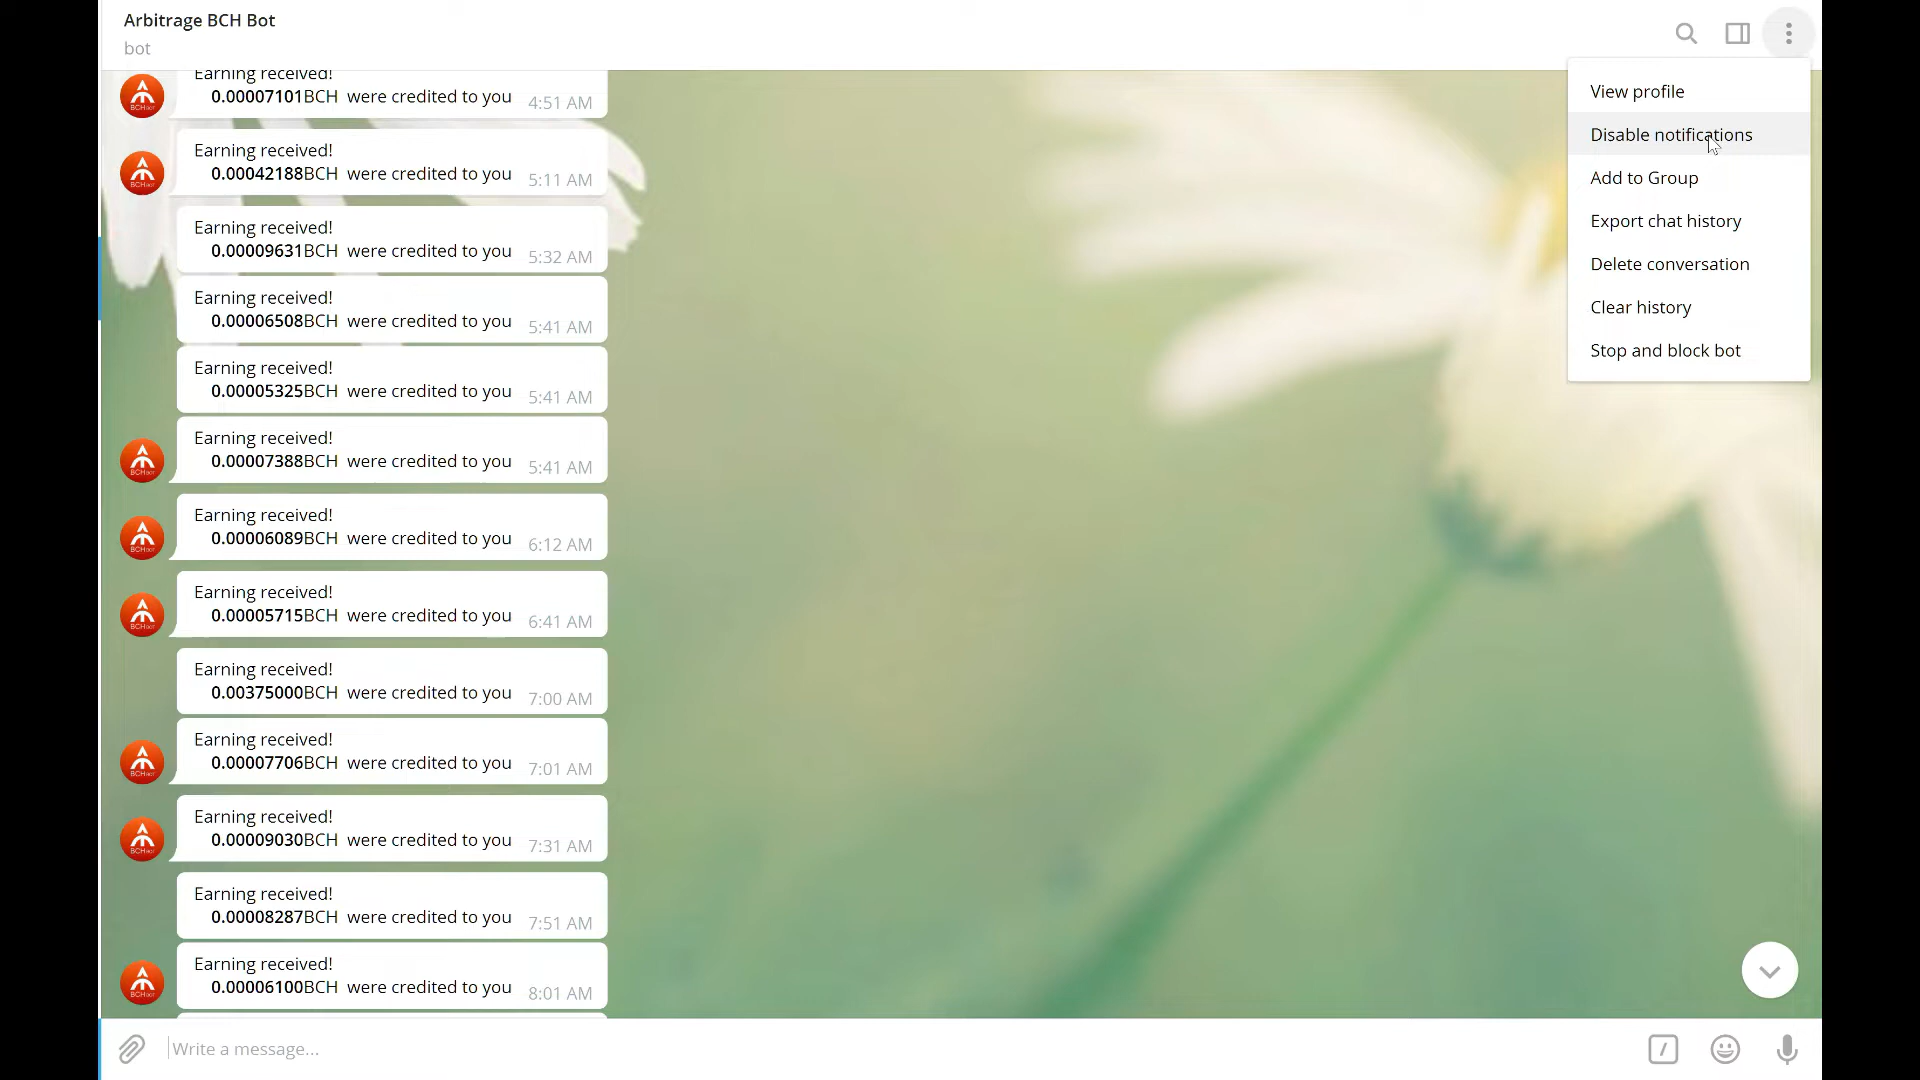 Arbitrage BCH Bot
bot
Earning received!
0.00007101BCH were credited to you 4:51 AM
Earning received!
0.00042188BCH were credited to you 5:11 AM
Earning received!
0.00009631BCH were credited to you 5:32 AM
Earning received!
0.00006508BCH were credited to you 5:41 AM
Earning received!
0.00005325BCH were credited to you 5:41 AM
Earning received!
0.00007388BCH were credited to you 5:41 AM
Earning received!
0.00006089BCH were credited to you 6:12 AM
Earning received!
0.00005715BCH were credited to you 6:41 AM
Earning received!
0.00375000BCH were credited to you 7:00 AM
Earning received!
0.00007706BCH were credited to you 7:01 AM
Earning received!
0.00009030BCH were credited to you 7:31 AM
Earning received!
0.00008287BCH were credited to you 7:51 AM
Earning received!
0.00006100BCH were credited to you 8:01 AM
View profile
Disable notifications
Add to Group
Export chat history
Delete conversation
Clear history
Stop and block bot
Write a message...